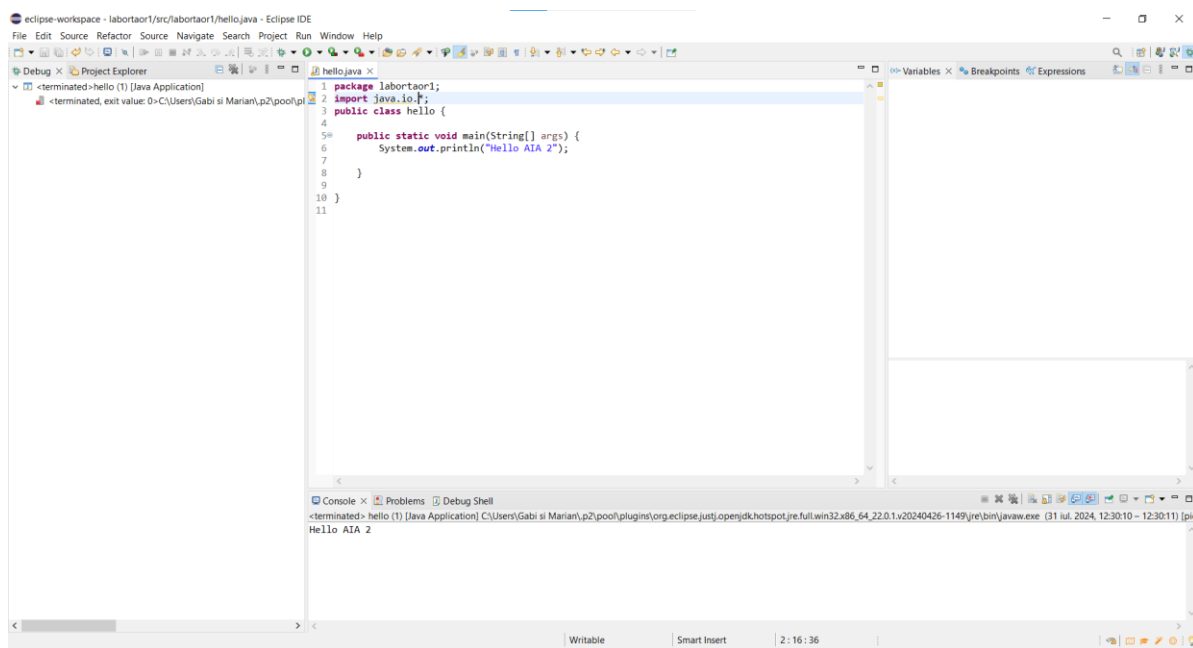 eclipse-workspace - labortaor1/src/labortaor1/hello.java - Eclipse IDE
File Edit Source Refactor Source Navigate Search Project Run Window Help
Debug Project Explorer
<terminated>hello (1) [Java Application]
<terminated, exit value: 0>C:\Users\Gabi si Marian\.p2\pool\pl
hello.java
1 package labortaor1;
2 import java.io.*;
3 public class hello {
4
5 public static void main(String[] args) {
6 System.out.println("Hello AIA 2");
7
8 }
9
10 }
11
Variables Breakpoints Expressions
Console Problems Debug Shell
<terminated> hello (1) [Java Application] C:\Users\Gabi si Marian\.p2\pool\plugins\org.eclipse.justj.openjdk.hotspot.jre.full.win32.x86_64_22.0.1.v20240426-1149\jre\bin\javaw.exe (31 iul. 2024, 12:30:10 – 12:30:11) [pi
Hello AIA 2
Writable Smart Insert 2 : 16 : 36